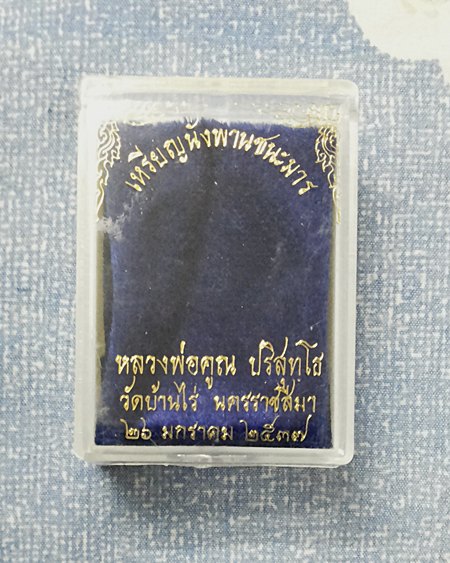 เหรียญนั่งพานชนะมาร
หลวงพ่อคูณ ปริสุทฺโธ
วัดบ้านไร่ นครราชสีมา
๒๖ มกราคม ๒๕๓๗